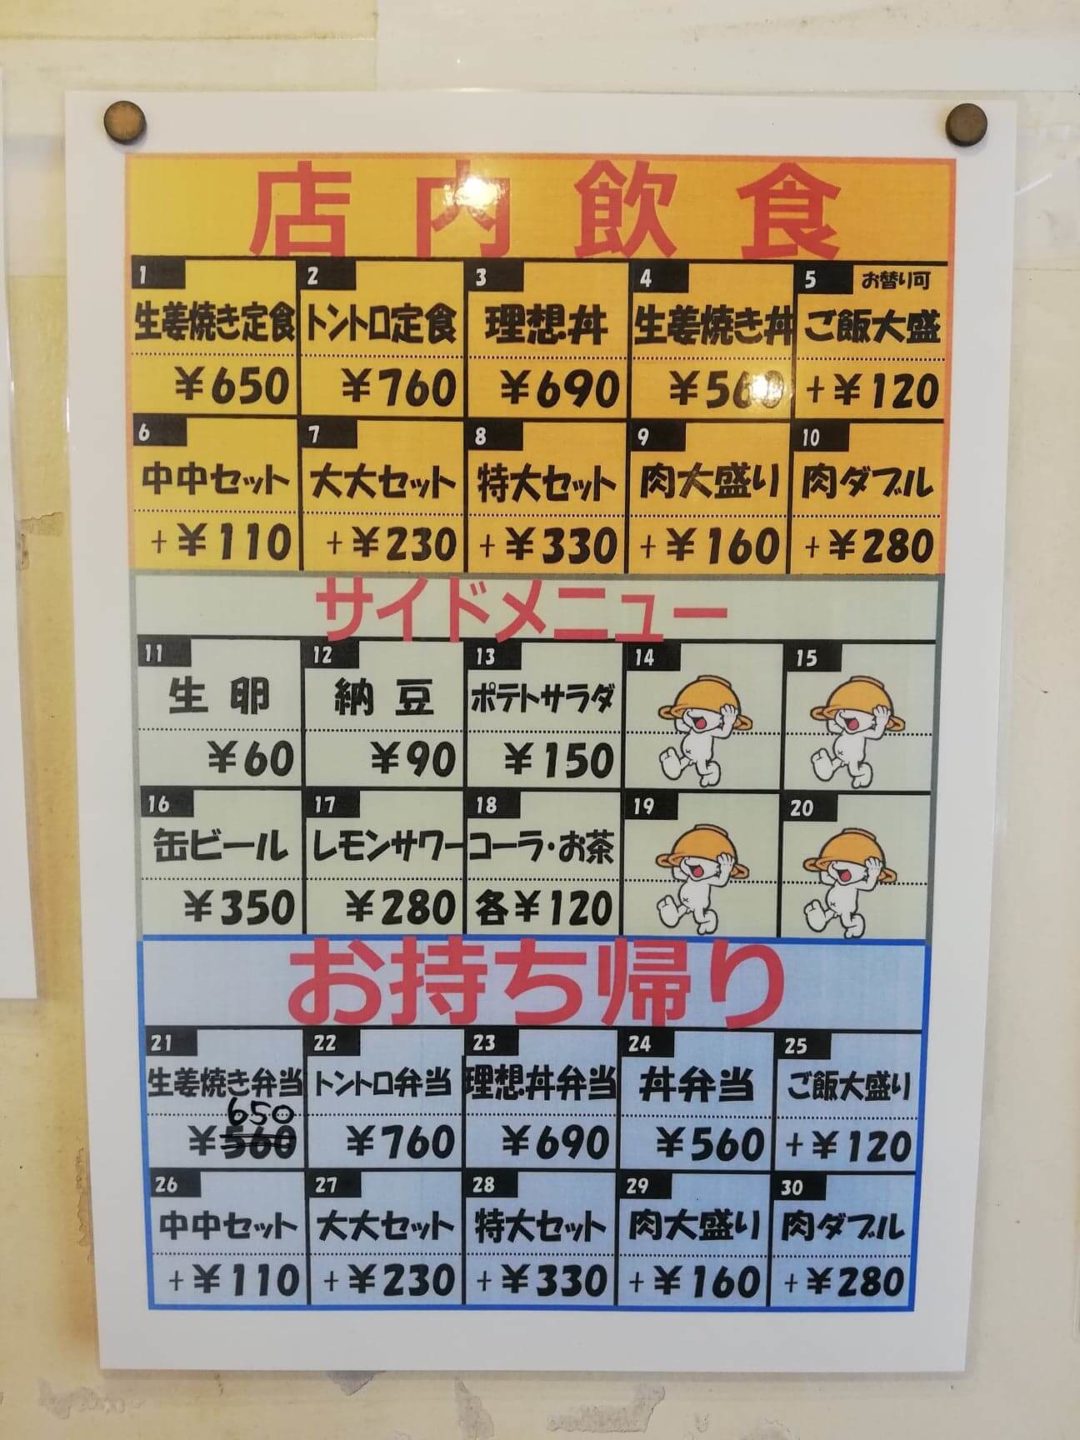 店内飲食
1 2 3 4 5 お替り可
生姜焼き定食 トントロ定食 理想丼 生姜焼き丼 ご飯大盛
¥650 ¥760 ¥690 ¥560 +¥120
6 7 8 9 10
中中セット 大大セット 特大セット 肉大盛り 肉ダブル
+¥110 +¥230 +¥330 +¥160 +¥280
サイドメニュー
11 12 13 14 15
生卵 納豆 ポテトサラダ
¥60 ¥90 ¥150
16 17 18 19 20
缶ビール レモンサワー コーラ・お茶
¥350 ¥280 各¥120
お持ち帰り
21 22 23 24 25
生姜焼き弁当 トントロ弁当 理想丼弁当 丼弁当 ご飯大盛り
650
¥560 ¥760 ¥690 ¥560 +¥120
26 27 28 29 30
中中セット 大大セット 特大セット 肉大盛り 肉ダブル
+¥110 +¥230 +¥330 +¥160 +¥280